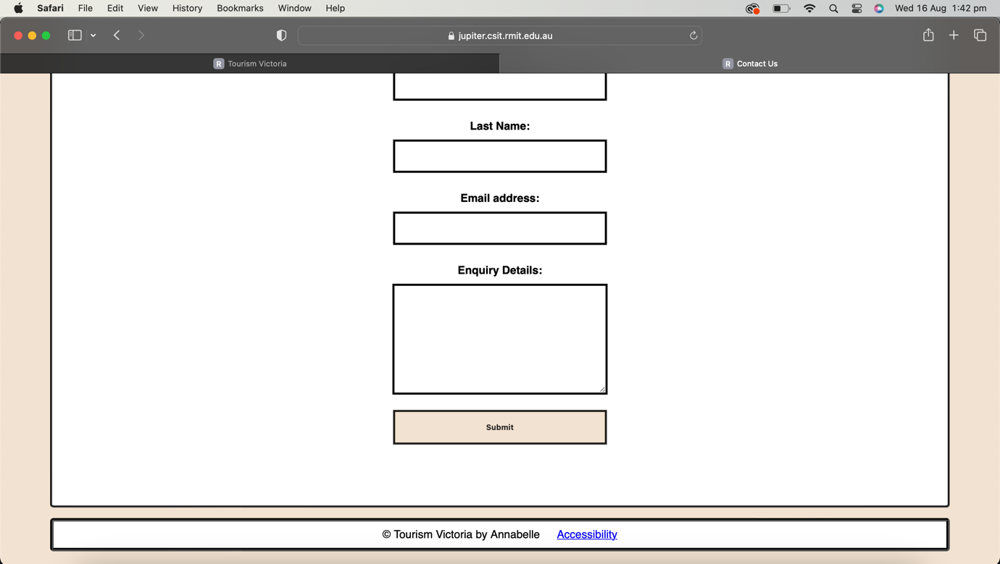 Safari File Edit View History Bookmarks Window Help Wed 16 Aug 1:42 pm
jupiter.csit.rmit.edu.au
R Tourism Victoria R Contact Us
Last Name:
Email address:
Enquiry Details:
Submit
© Tourism Victoria by Annabelle Accessibility